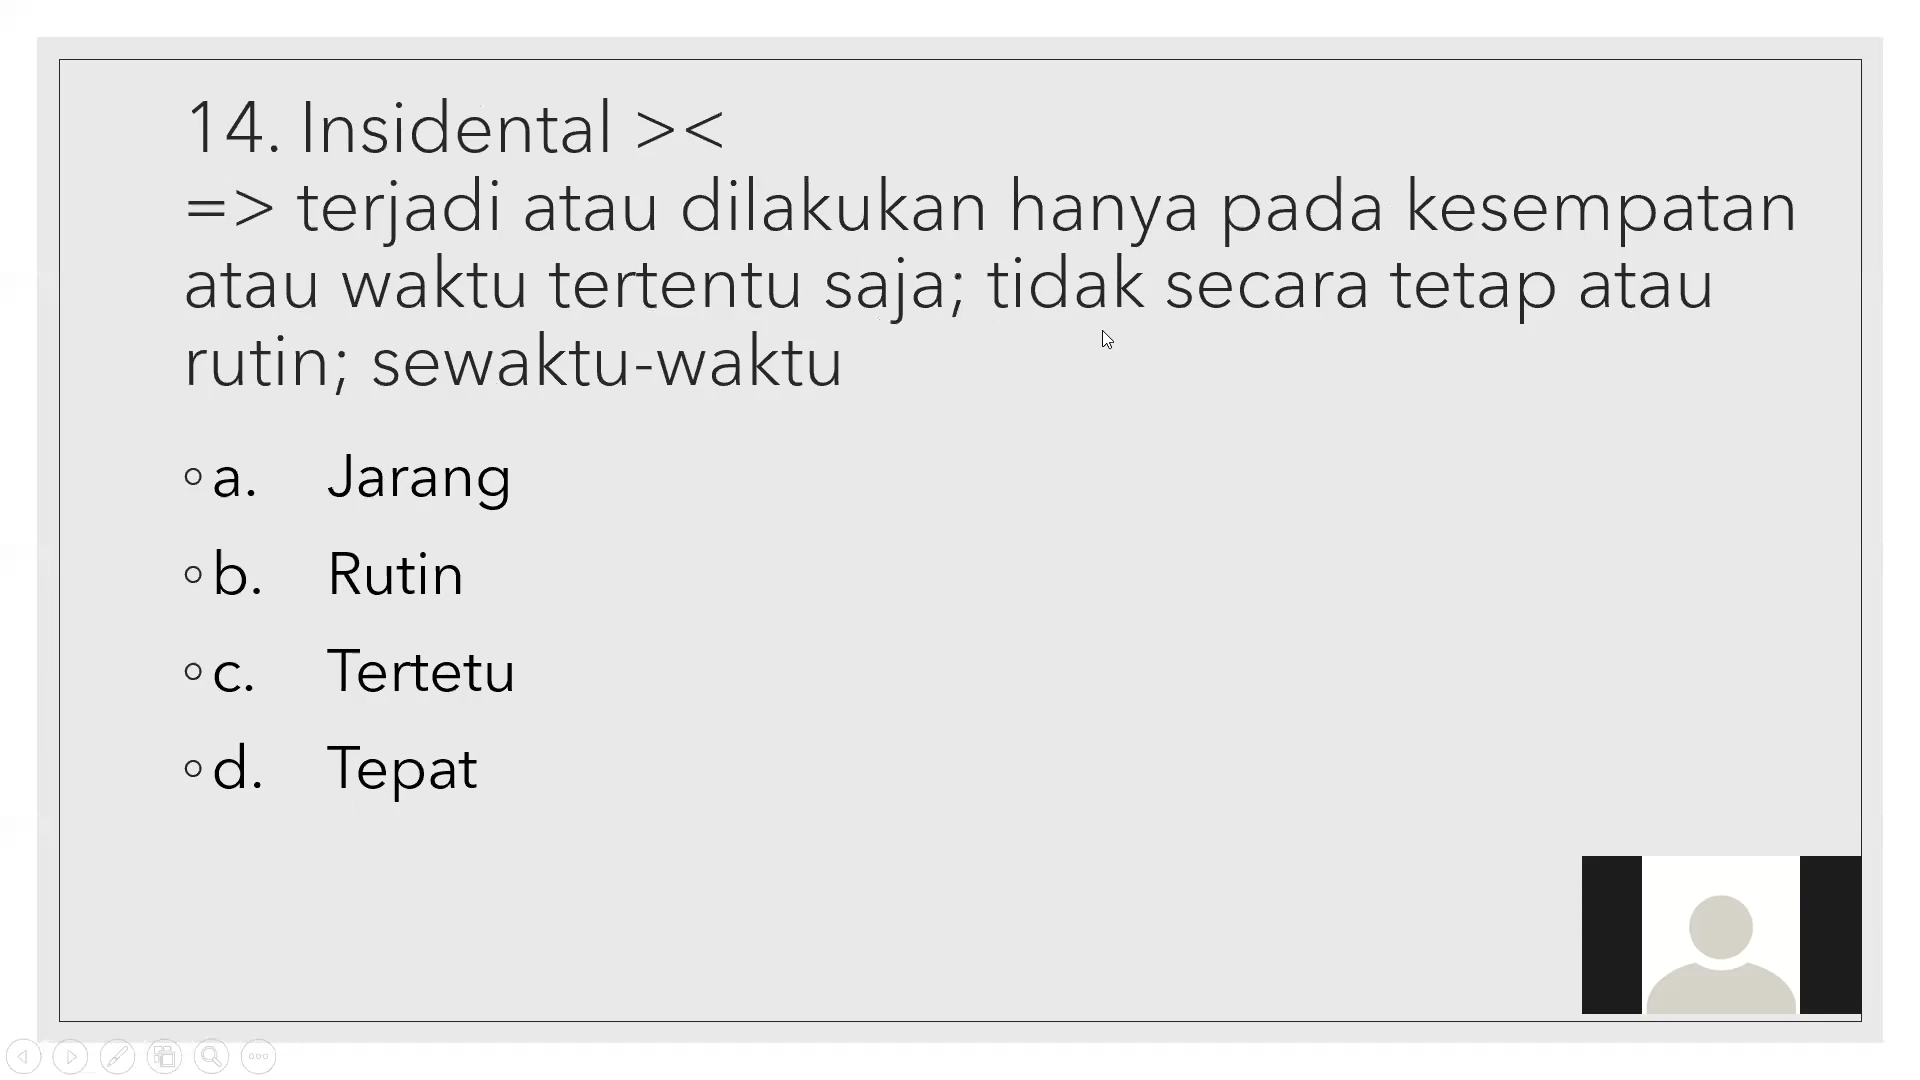 14. Insidental ><
=> terjadi atau dilakukan hanya pada kesempatan
atau waktu tertentu saja; tidak secara tetap atau
rutin; sewaktu-waktu
a. Jarang
b. Rutin
c. Tertetu
d. Tepat